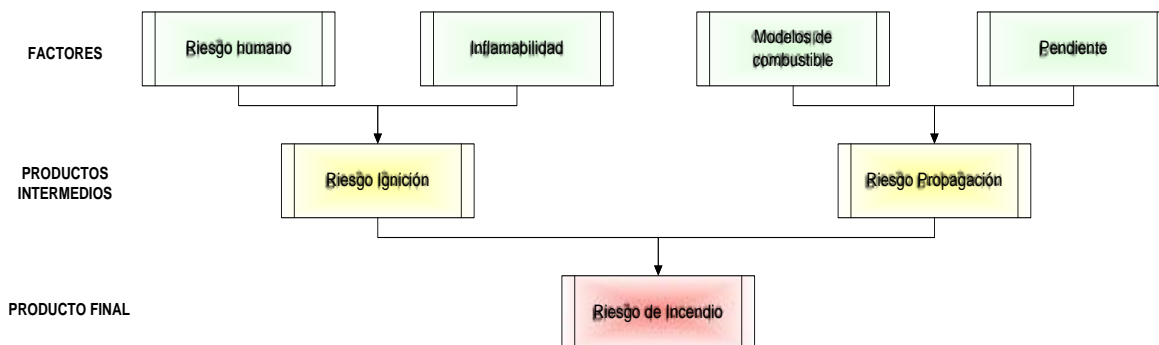 FACTORES
Riesgo humano
Inflamabilidad
Modelos de
combustible
Pendiente
PRODUCTOS
INTERMEDIOS
Riesgo Ignición
Riesgo Propagación
PRODUCTO FINAL
Riesgo de Incendio